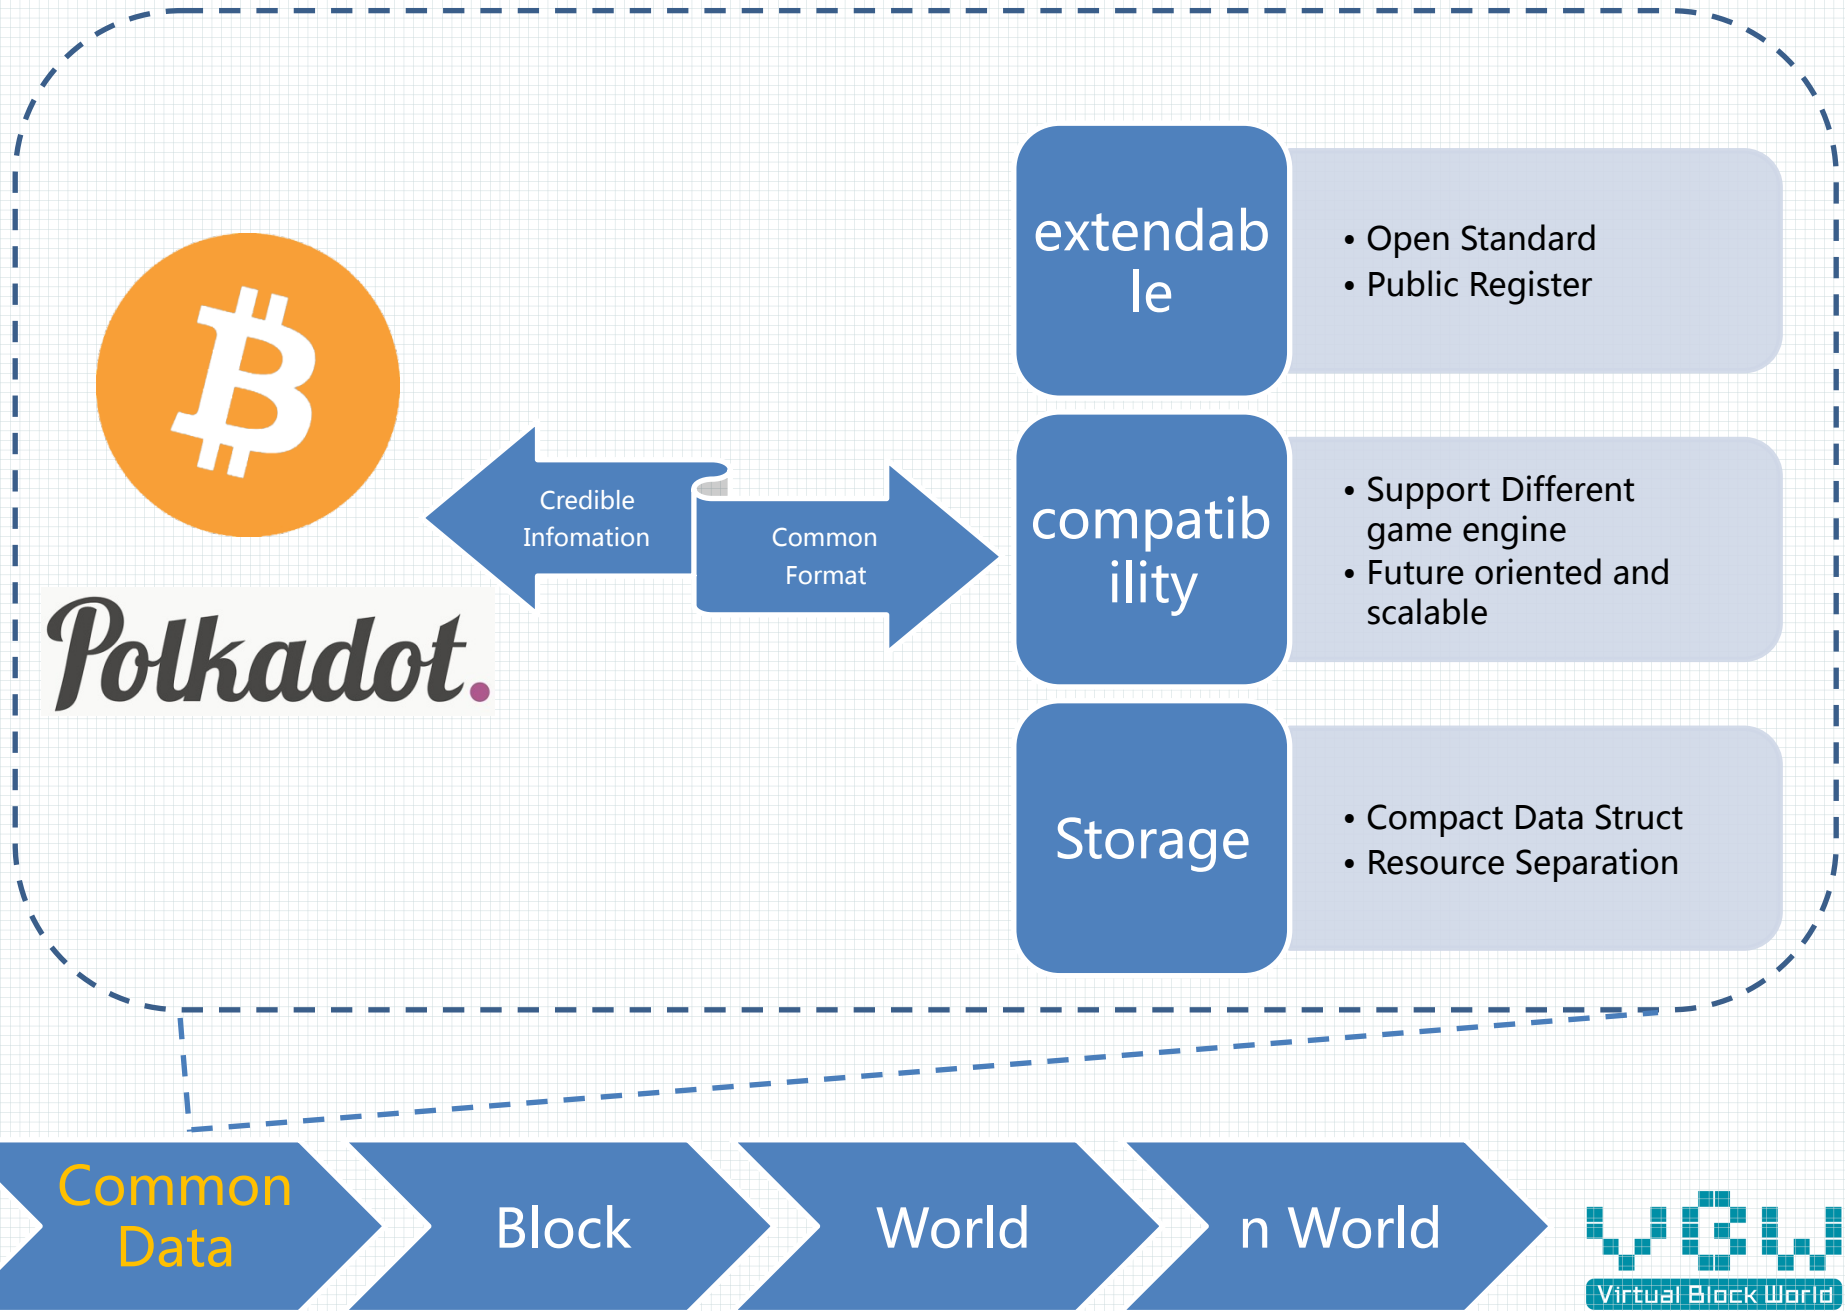 extendab
le
• Open Standard
• Public Register
Credible
Infomation
Common
Format
compatib
ility
• Support Different
game engine
• Future oriented and
scalable
Polkadot.
Storage
• Compact Data Struct
• Resource Separation
Common
Data
Block
World
n World
VBW
Virtual Block World